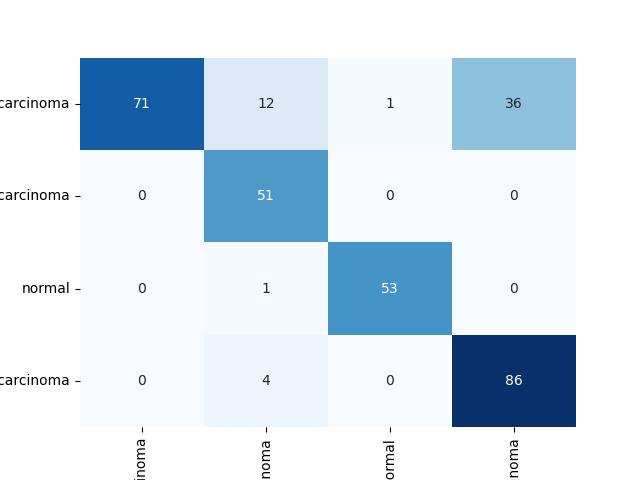 carcinoma 71 12 1 36
carcinoma 0 51 0 0
normal 0 1 53 0
carcinoma 0 4 0 86
inoma noma ormal noma